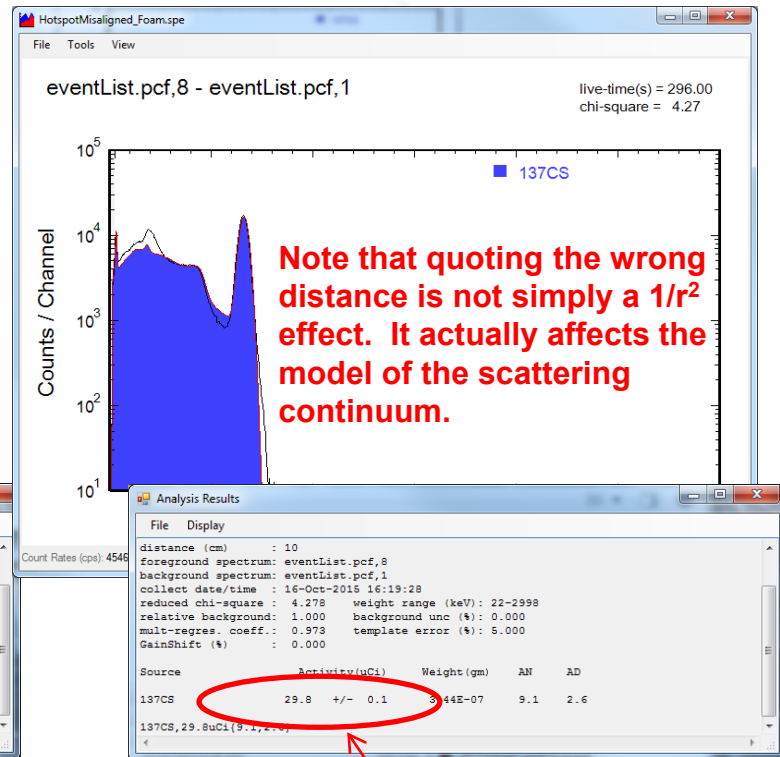 HotspotMisaligned_Foam.spe
File Tools View
eventList.pcf,8 - eventList.pcf,1
live-time(s) = 296.00
chi-square = 4.27
10^5
137CS
10^4
Note that quoting the wrong
distance is not simply a 1/r²
effect. It actually affects the
model of the scattering
continuum.
10^3
Counts / Channel
10^2
10^1
Count Rates (cps): 4546
Analysis Results
File Display
distance (cm) : 10
foreground spectrum: eventList.pcf,8
background spectrum: eventList.pcf,1
collect date/time : 16-Oct-2015 16:19:28
reduced chi-square : 4.278 weight range (keV): 22-2998
relative background: 1.000 background unc (%): 0.000
mult-regres. coeff.: 0.973 template error (%): 5.000
GainShift (%) : 0.000
Source Activity(uCi) Weight(gm) AN AD
137CS 29.8 +/- 0.1 9.1 2.6